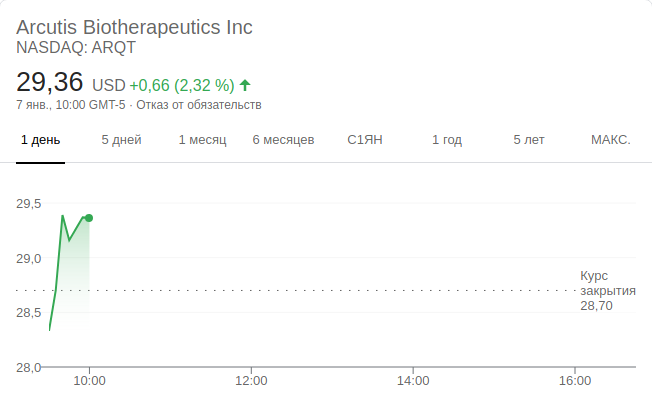 Arcutis Biotherapeutics Inc
NASDAQ: ARQT
29,36 USD +0,66 (2,32 %)
7 янв., 10:00 GMT-5 · Отказ от обязательств
1 день 5 дней 1 месяц 6 месяцев С1ЯН 1 год 5 лет МАКС.
29,5
29,0
Курс
закрытия
28,70
28,5
28,0
10:00 12:00 14:00 16:00